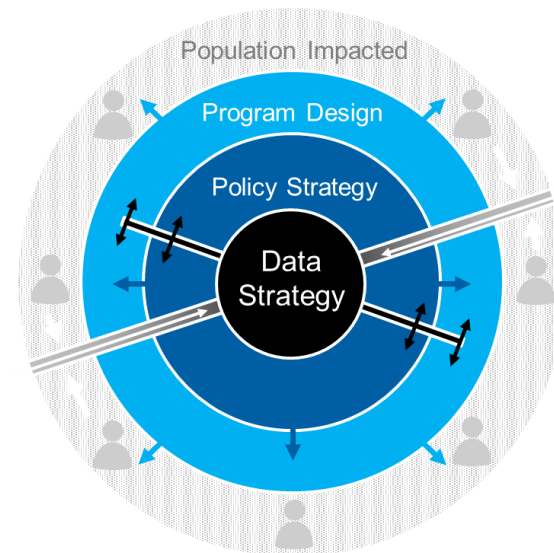 Population Impacted
Program Design
Policy Strategy
Data
Strategy